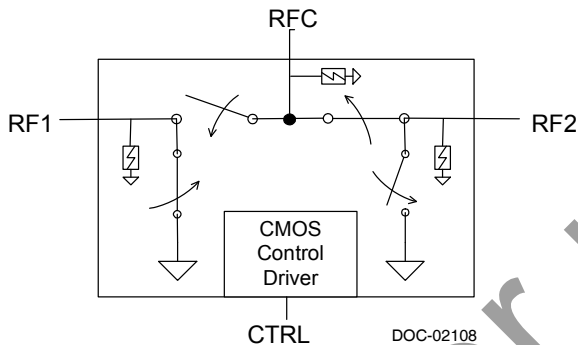 RFC
RF1
RF2
CMOS
Control
Driver
CTRL
DOC-02108